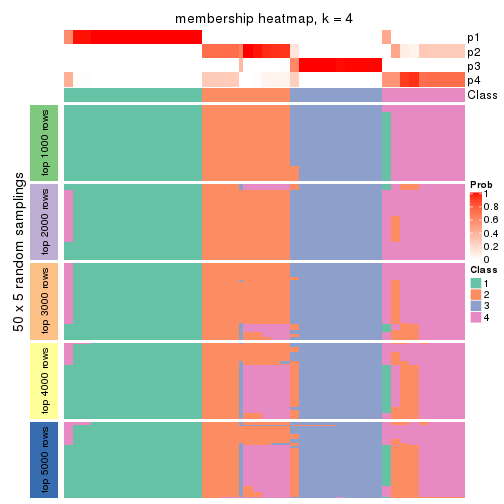 membership heatmap, k = 4
p1
p2
p3
p4
Class
50 x 5 random samplings
top 1000 rows
top 2000 rows
top 3000 rows
top 4000 rows
top 5000 rows
Prob
1
0.8
0.6
0.4
0.2
0
Class
1
2
3
4